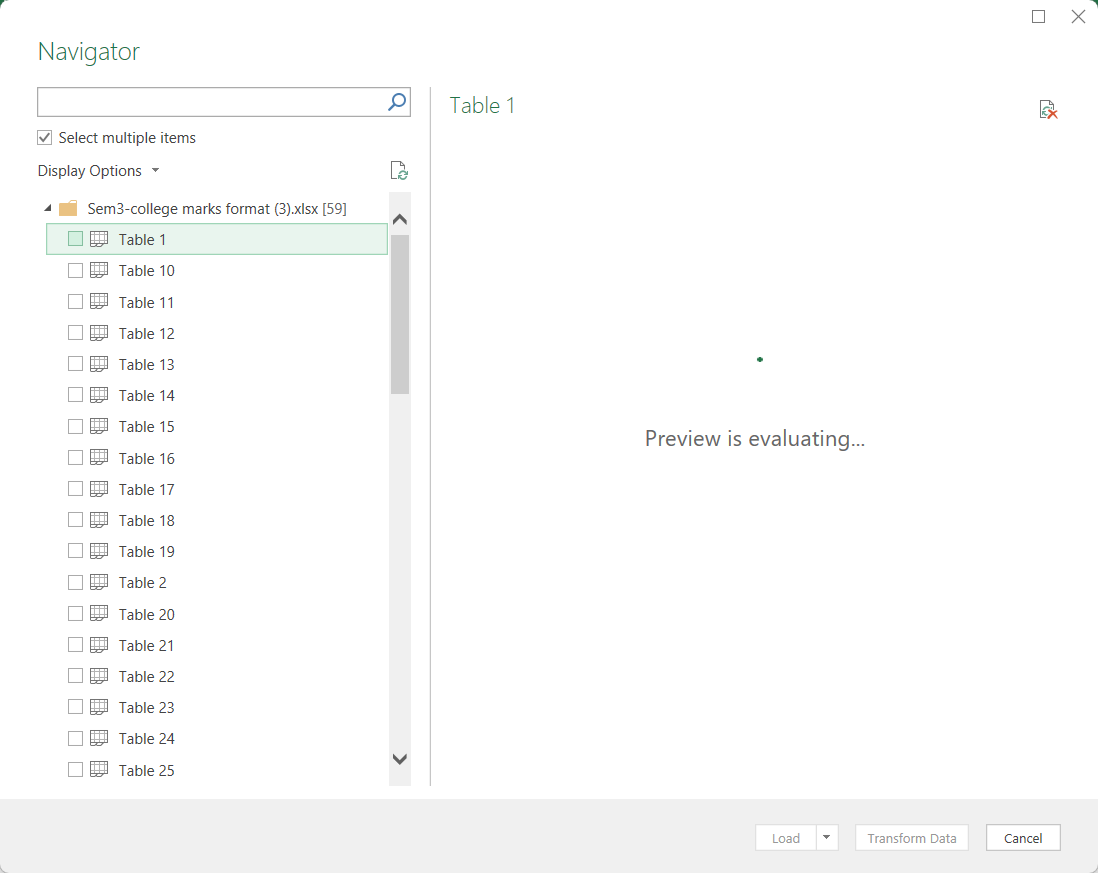 Navigator
Select multiple items
Display Options
Sem3-college marks format (3).xlsx [59]
Table 1
Table 10
Table 11
Table 12
Table 13
Table 14
Table 15
Table 16
Table 17
Table 18
Table 19
Table 2
Table 20
Table 21
Table 22
Table 23
Table 24
Table 25
Table 1
Preview is evaluating...
Load
Transform Data
Cancel